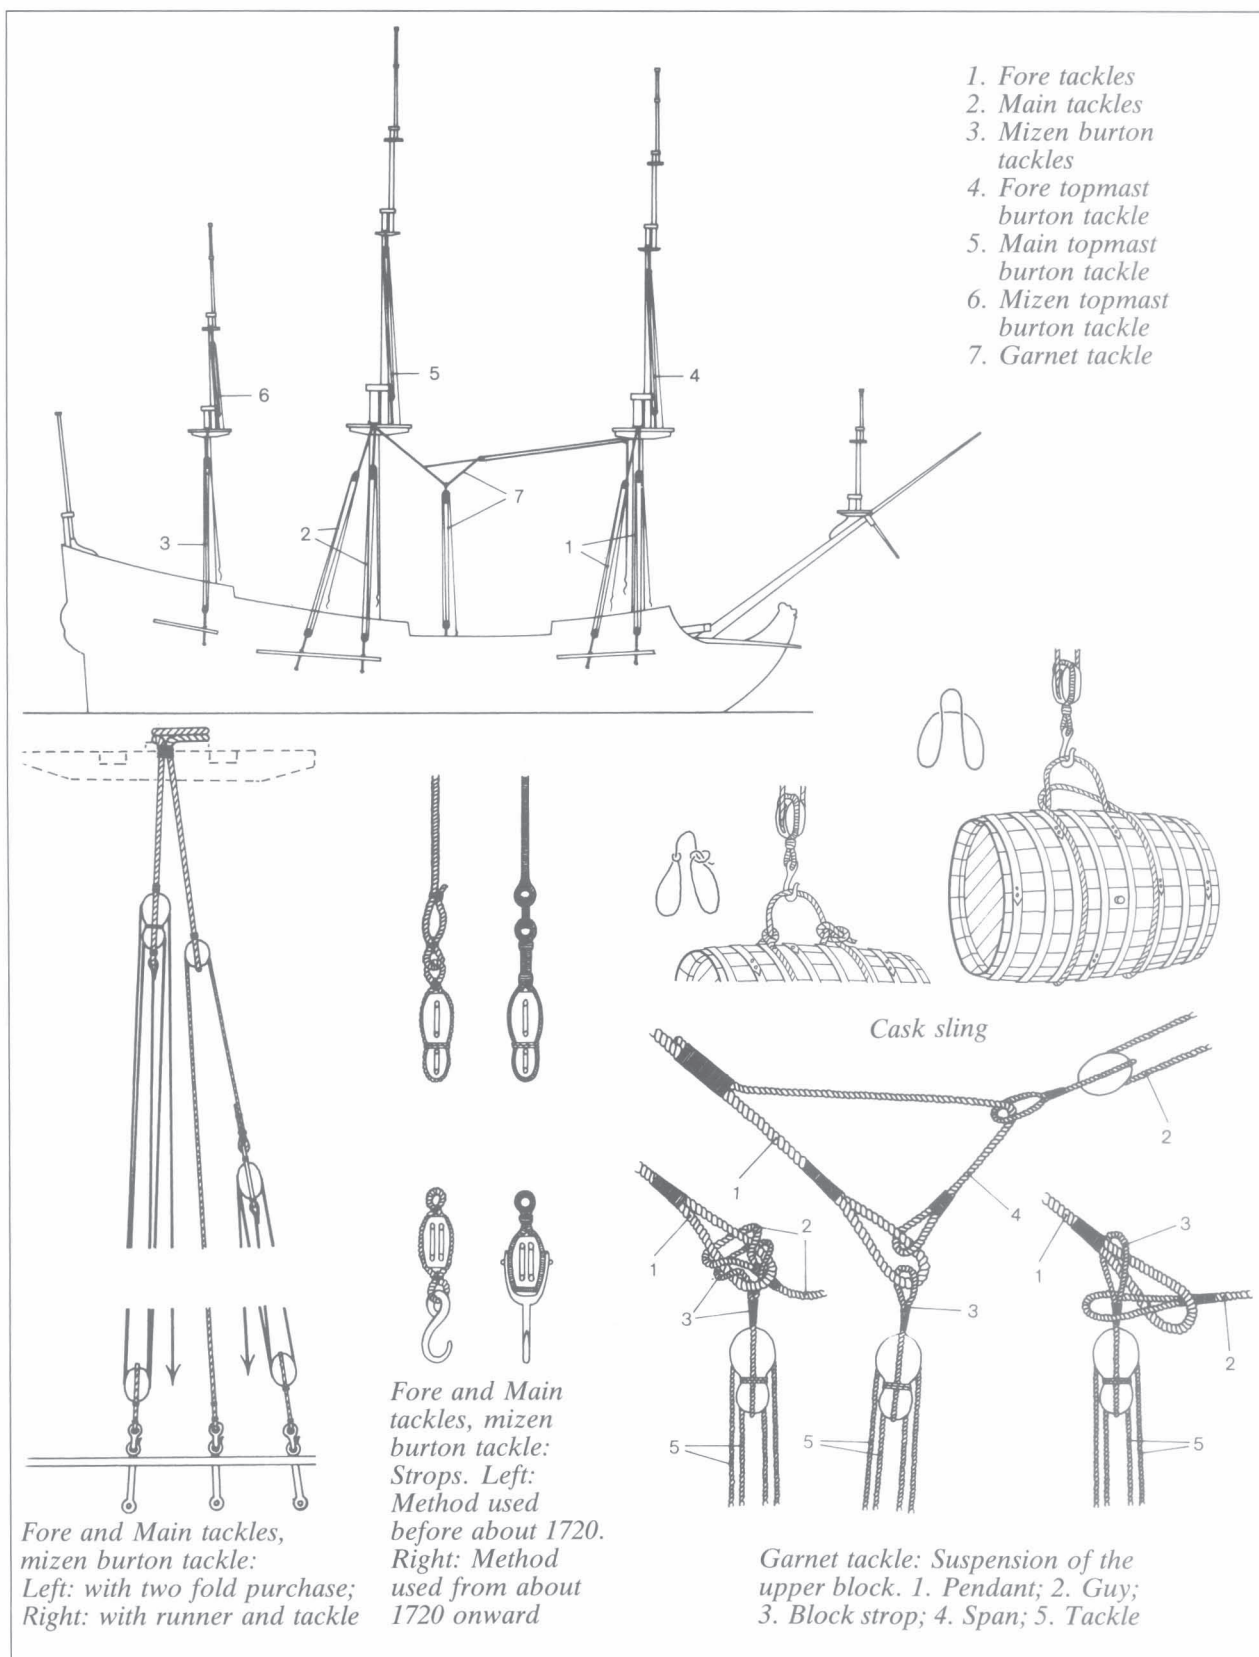 1. Fore tackles
2. Main tackles
3. Mizen burton
tackles
4. Fore topmast
burton tackle
5. Main topmast
burton tackle
6. Mizen topmast
burton tackle
7. Garnet tackle
5
4
6
7
3
2
1
Cask sling
2
1
4
2
3
1
3
1
3
2
5
5
5
Fore and Main tackles,
mizen burton tackle:
Left: with two fold purchase;
Right: with runner and tackle
Fore and Main
tackles, mizen
burton tackle:
Strops. Left:
Method used
before about 1720.
Right: Method
used from about
1720 onward
Garnet tackle: Suspension of the
upper block. 1. Pendant; 2. Guy;
3. Block strop; 4. Span; 5. Tackle